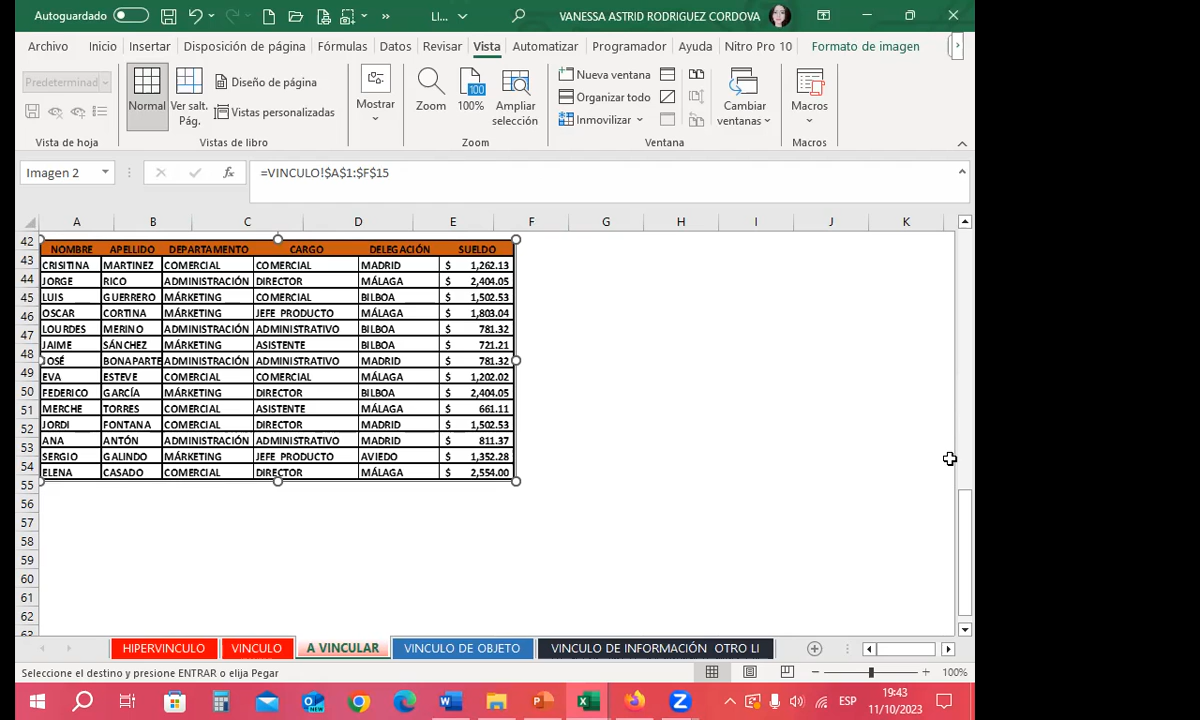 Autoguardado LI... VANESSA ASTRID RODRIGUEZ CORDOVA
Archivo Inicio Insertar Disposición de página Fórmulas Datos Revisar Vista Automatizar Programador Ayuda Nitro Pro 10 Formato de imagen
Predeterminad
Normal
Ver salt. Pág.
Diseño de página
Vistas personalizadas
Mostrar
Zoom
100
100%
Ampliar selección
Nueva ventana
Organizar todo
Inmovilizar
Cambiar ventanas
Macros
Vista de hoja Vistas de libro Zoom Ventana Macros
Imagen 2 fx =VINCULO!$A$1:$F$15
A B C D E F G H I J K
42 NOMBRE APELLIDO DEPARTAMENTO CARGO DELEGACIÓN SUELDO
43 CRISITINA MARTINEZ COMERCIAL COMERCIAL MADRID $ 1,262.13
44 JORGE RICO ADMINISTRACIÓN DIRECTOR MÁLAGA $ 2,404.05
45 LUIS GUERRERO MÁRKETING COMERCIAL BILBOA $ 1,502.53
46 OSCAR CORTINA MÁRKETING JEFE PRODUCTO MÁLAGA $ 1,803.04
47 LOURDES MERINO ADMINISTRACIÓN ADMINISTRATIVO BILBOA $ 781.32
48 JAIME SÁNCHEZ MÁRKETING ASISTENTE BILBOA $ 721.21
JOSÉ BONAPARTE ADMINISTRACIÓN ADMINISTRATIVO MADRID $ 781.32
49 EVA ESTEVE COMERCIAL COMERCIAL MÁLAGA $ 1,202.02
50 FEDERICO GARCÍA MÁRKETING DIRECTOR BILBOA $ 2,404.05
51 MERCHE TORRES COMERCIAL ASISTENTE MÁLAGA $ 661.11
52 JORDI FONTANA COMERCIAL DIRECTOR MADRID $ 1,502.53
53 ANA ANTÓN ADMINISTRACIÓN ADMINISTRATIVO MADRID $ 811.37
54 SERGIO GALINDO MÁRKETING JEFE PRODUCTO AVIEDO $ 1,352.28
ELENA CASADO COMERCIAL DIRECTOR MÁLAGA $ 2,554.00
55
56
57
58
59
60
61
62
63
HIPERVINCULO VINCULO A VINCULAR VINCULO DE OBJETO VINCULO DE INFORMACIÓN OTRO LI
Seleccione el destino y presione ENTRAR o elija Pegar 100%
ESP 19:43
11/10/2023